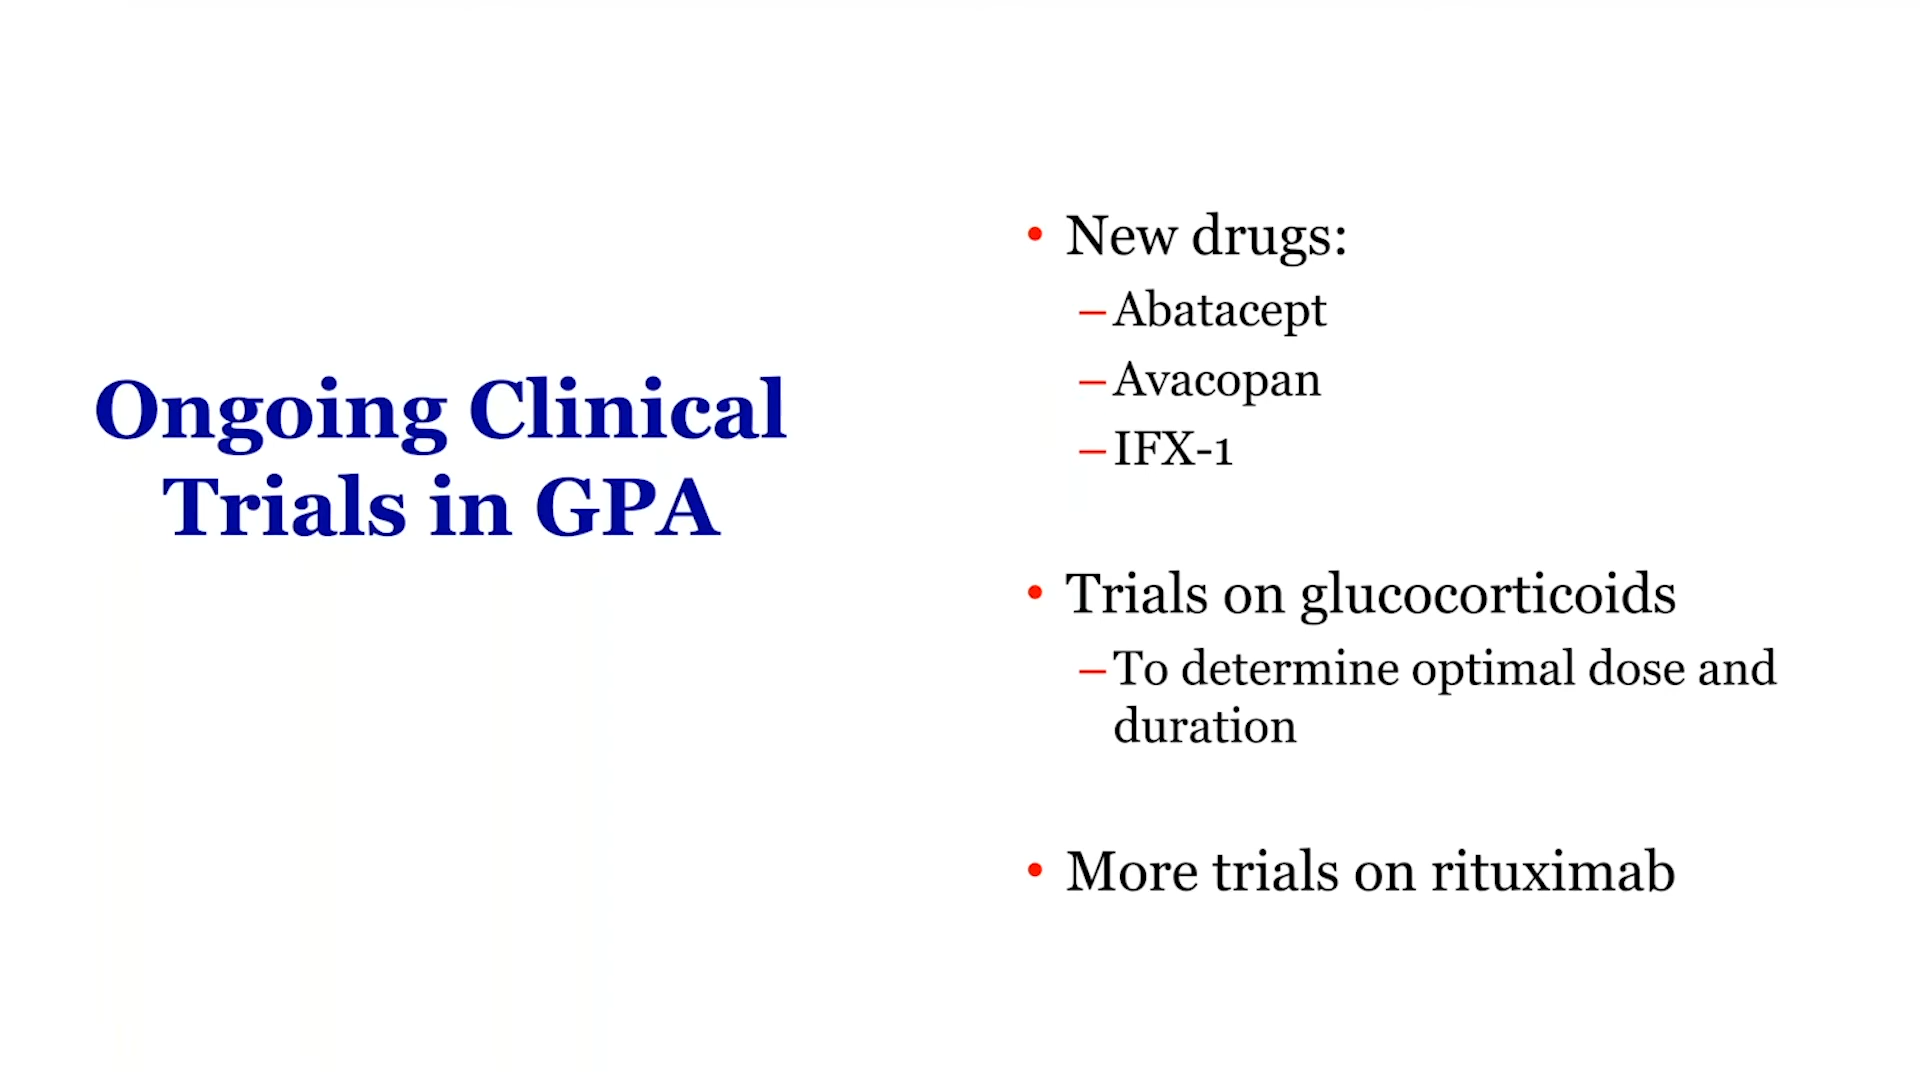 Ongoing Clinical
Trials in GPA
• New drugs:
–Abatacept
–Avacopan
–IFX-1
• Trials on glucocorticoids
–To determine optimal dose and
duration
• More trials on rituximab